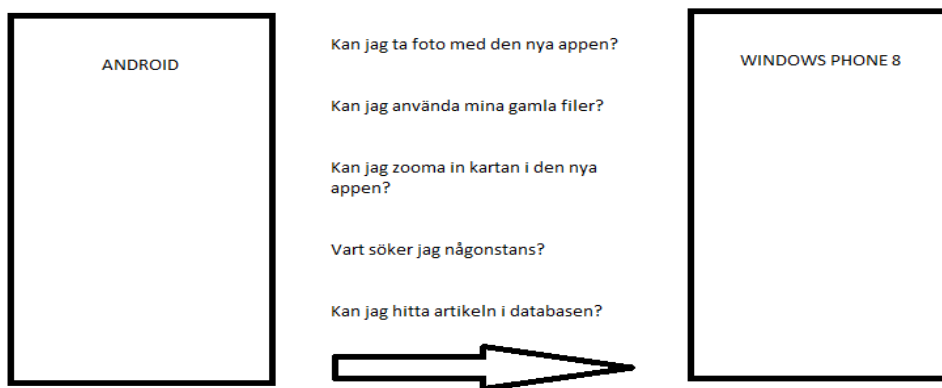 ANDROID
Kan jag ta foto med den nya appen?
Kan jag använda mina gamla filer?
Kan jag zooma in kartan i den nya
appen?
Vart söker jag någonstans?
Kan jag hitta artikeln i databasen?
WINDOWS PHONE 8